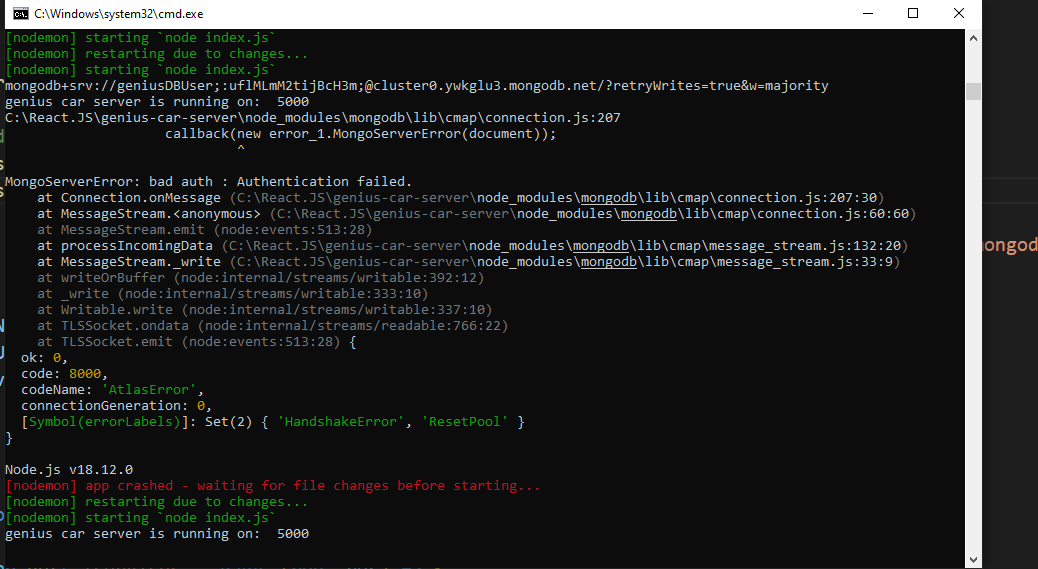 C:\Windows\system32\cmd.exe
[nodemon] starting `node index.js`
[nodemon] restarting due to changes...
[nodemon] starting `node index.js`
mongodb+srv://geniusDBUser;:uflMLmM2tijBcH3m;@cluster0.ywkglu3.mongodb.net/?retryWrites=true&w=majority
genius car server is running on:  5000
C:\React.JS\genius-car-server\node_modules\mongodb\lib\cmap\connection.js:207
                    callback(new error_1.MongoServerError(document));
                             ^
MongoServerError: bad auth : Authentication failed.
    at Connection.onMessage (C:\React.JS\genius-car-server\node_modules\mongodb\lib\cmap\connection.js:207:30)
    at MessageStream.<anonymous> (C:\React.JS\genius-car-server\node_modules\mongodb\lib\cmap\connection.js:60:60)
    at MessageStream.emit (node:events:513:28)
    at processIncomingData (C:\React.JS\genius-car-server\node_modules\mongodb\lib\cmap\message_stream.js:132:20)
    at MessageStream._write (C:\React.JS\genius-car-server\node_modules\mongodb\lib\cmap\message_stream.js:33:9)
    at writeOrBuffer (node:internal/streams/writable:392:12)
    at _write (node:internal/streams/writable:333:10)
    at Writable.write (node:internal/streams/writable:337:10)
    at TLSSocket.ondata (node:internal/streams/readable:766:22)
    at TLSSocket.emit (node:events:513:28) {
  ok: 0,
  code: 8000,
  codeName: 'AtlasError',
  connectionGeneration: 0,
  [Symbol(errorLabels)]: Set(2) { 'HandshakeError', 'ResetPool' }
}
Node.js v18.12.0
[nodemon] app crashed - waiting for file changes before starting...
[nodemon] restarting due to changes...
[nodemon] starting `node index.js`
genius car server is running on:  5000
mongod